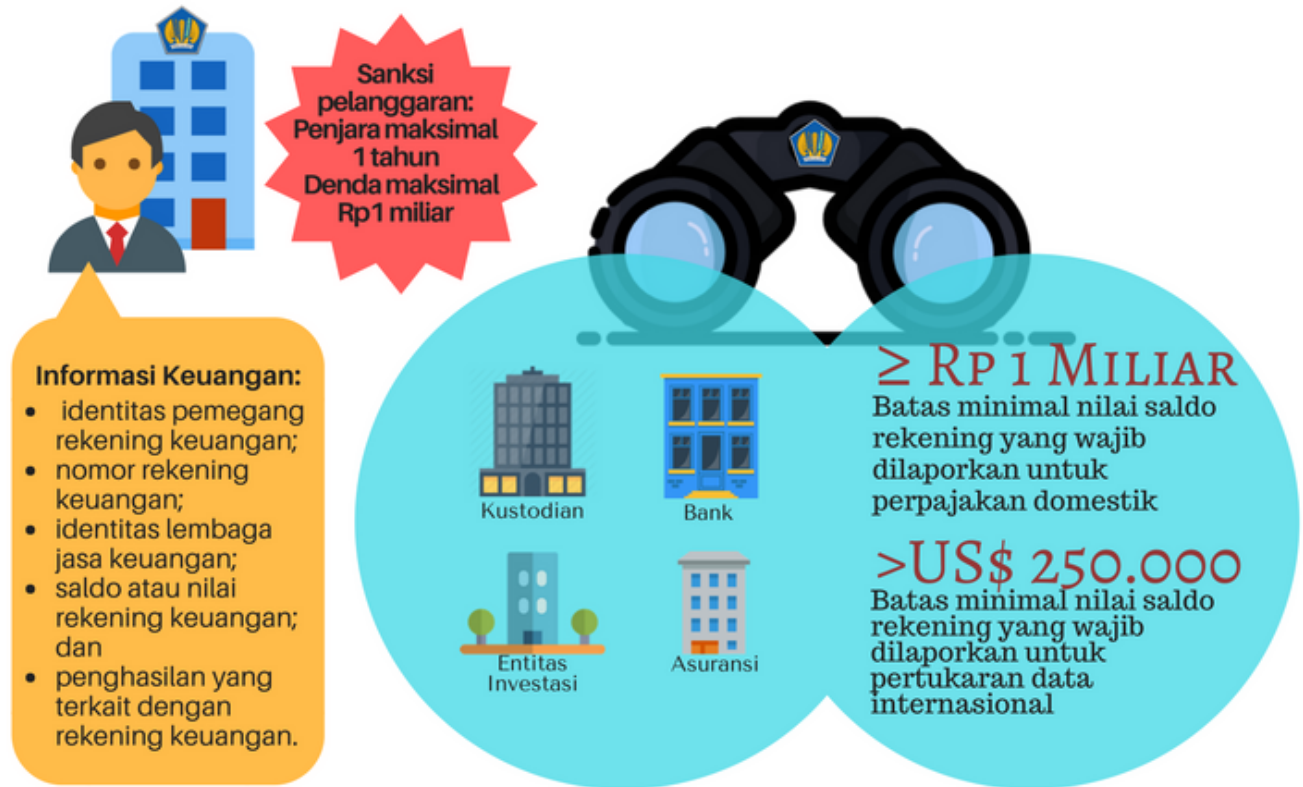 Sanksi
pelanggaran:
Penjara maksimal
1 tahun
Denda maksimal
Rp1 miliar
Informasi Keuangan:
• identitas pemegang
rekening keuangan;
• nomor rekening
keuangan;
• identitas lembaga
jasa keuangan;
• saldo atau nilai
rekening keuangan;
dan
• penghasilan yang
terkait dengan
rekening keuangan.
Kustodian
Bank
Entitas
Investasi
Asuransi
≥ RP 1 MILIAR
Batas minimal nilai saldo
rekening yang wajib
dilaporkan untuk
perpajakan domestik
>US$ 250.000
Batas minimal nilai saldo
rekening yang wajib
dilaporkan untuk
pertukaran data
internasional